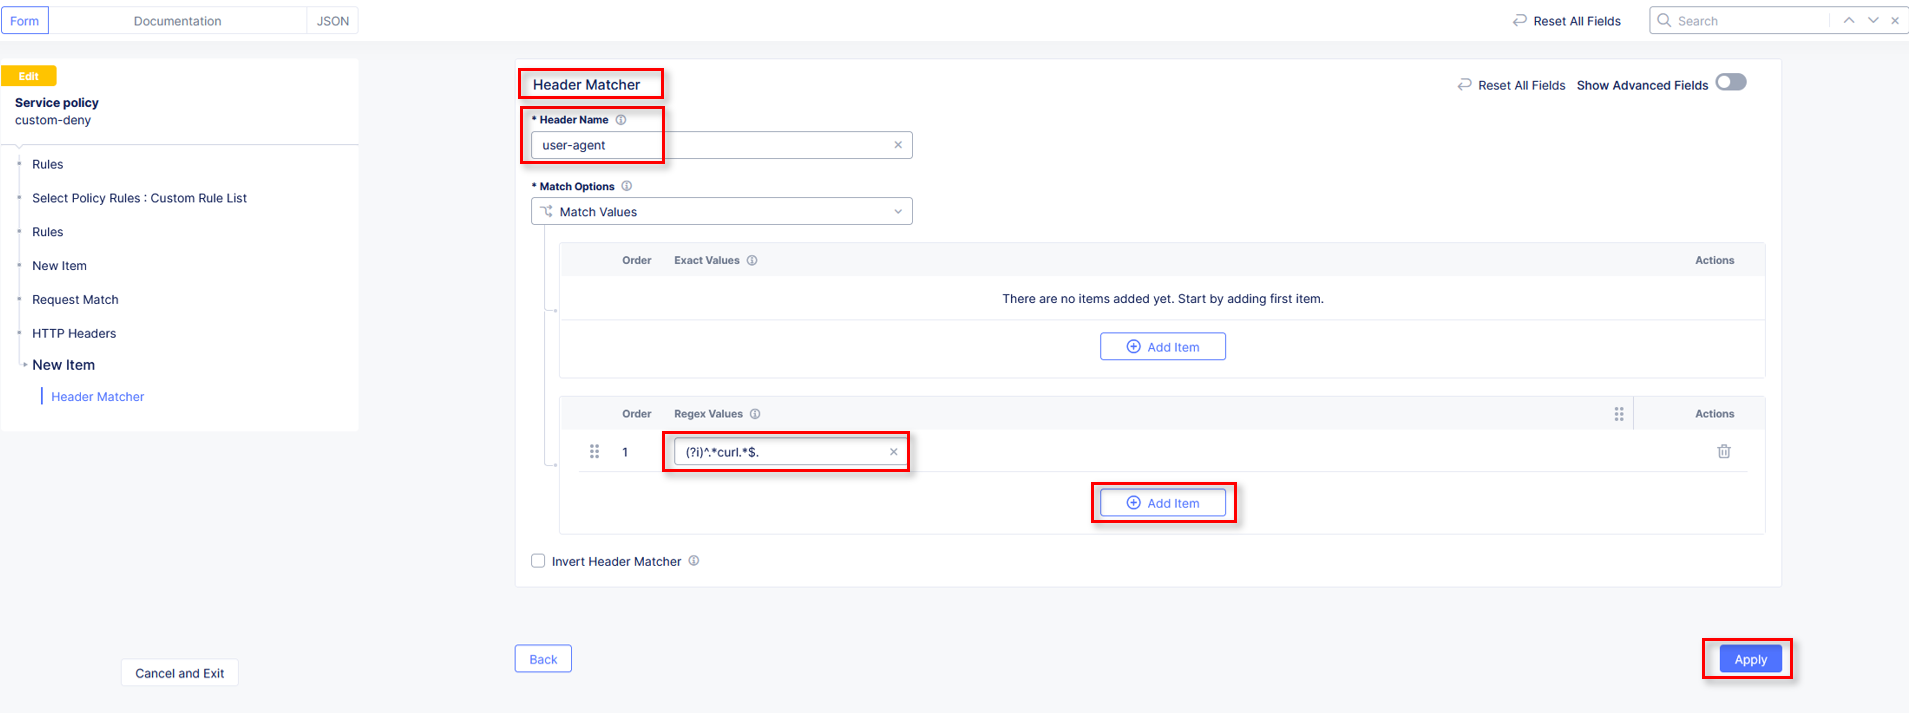 Form
Documentation
JSON
Reset All Fields
Search
Edit
Service policy
custom-deny
Rules
Select Policy Rules : Custom Rule List
Rules
New Item
Request Match
HTTP Headers
New Item
Header Matcher
Cancel and Exit
Header Matcher
Reset All Fields
Show Advanced Fields
* Header Name
user-agent
* Match Options
Match Values
Order Exact Values Actions
There are no items added yet. Start by adding first item.
Add Item
Order Regex Values Actions
1 (?i)^.*curl.*$.
Add Item
Invert Header Matcher
Back
Apply